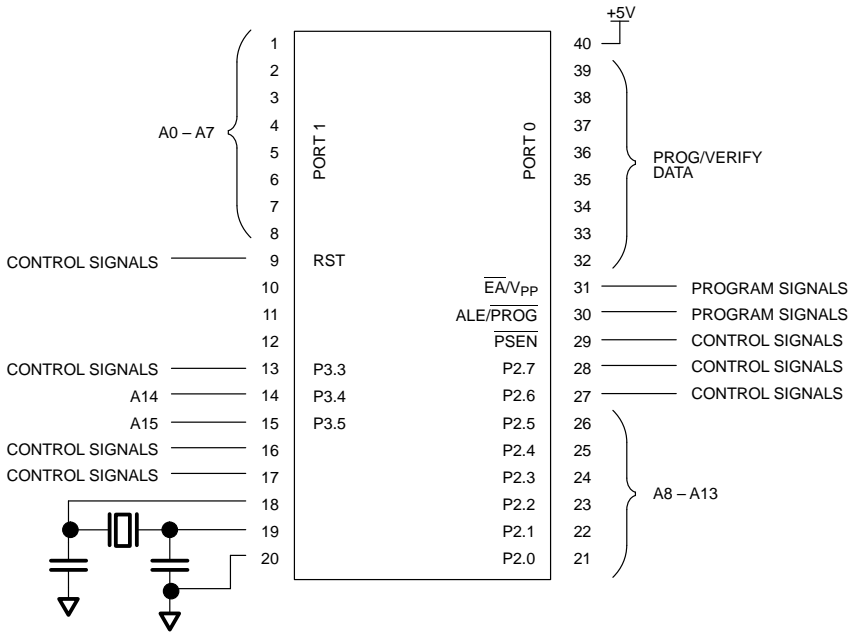 +5V
1
40
2
39
3
38
A0 – A7
4
PORT 1
PORT 0
37
5
36
PROG/VERIFY
DATA
6
35
7
34
8
33
CONTROL SIGNALS
9
RST
32
10
EA/VPP
31
PROGRAM SIGNALS
11
ALE/PROG
30
PROGRAM SIGNALS
12
PSEN
29
CONTROL SIGNALS
CONTROL SIGNALS
13
P3.3
P2.7
28
CONTROL SIGNALS
A14
14
P3.4
P2.6
27
CONTROL SIGNALS
A15
15
P3.5
P2.5
26
CONTROL SIGNALS
16
P2.4
25
CONTROL SIGNALS
17
P2.3
24
A8 – A13
18
P2.2
23
19
P2.1
22
20
P2.0
21